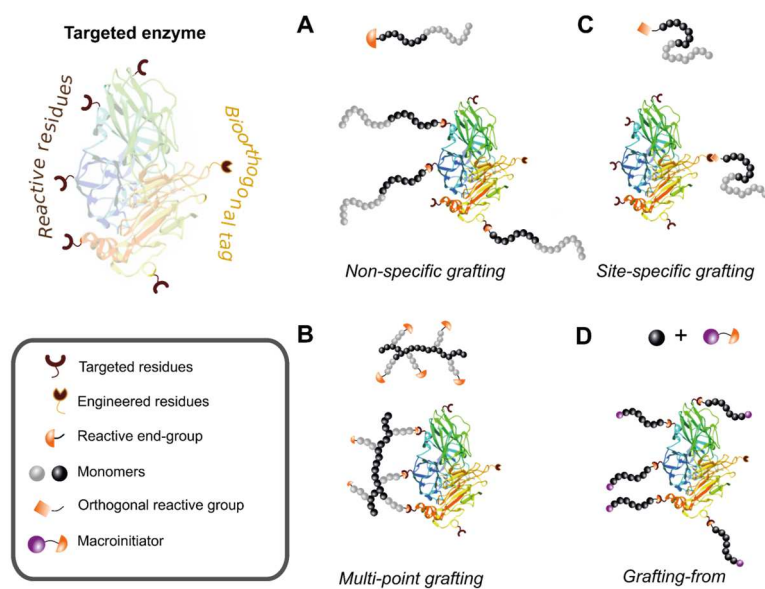 Targeted enzyme
Reactive residues
Bioorthogonal tag
A
Non-specific grafting
C
Site-specific grafting
Targeted residues
Engineered residues
Reactive end-group
Monomers
Orthogonal reactive group
Macroinitiator
B
Multi-point grafting
D
+
Grafting-from